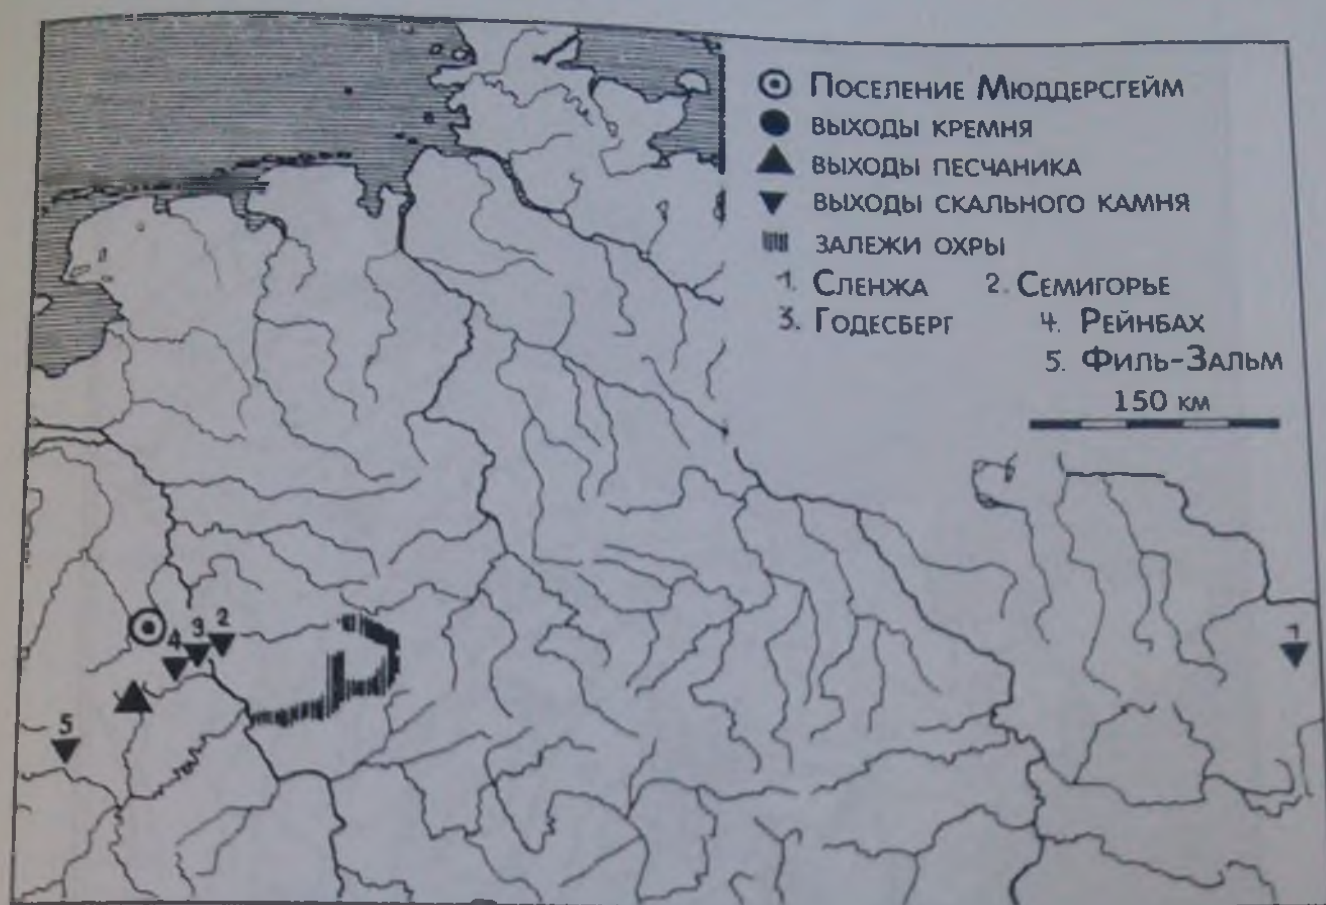 Поселение Мюддерсгейм
выходы кремня
выходы песчаника
выходы скального камня
залежи охры
1. Сленжа 2. Семигорье
3. Годесберг 4. Рейнбах
5. Филь-Зальм
150 км
2
3
4
1
5